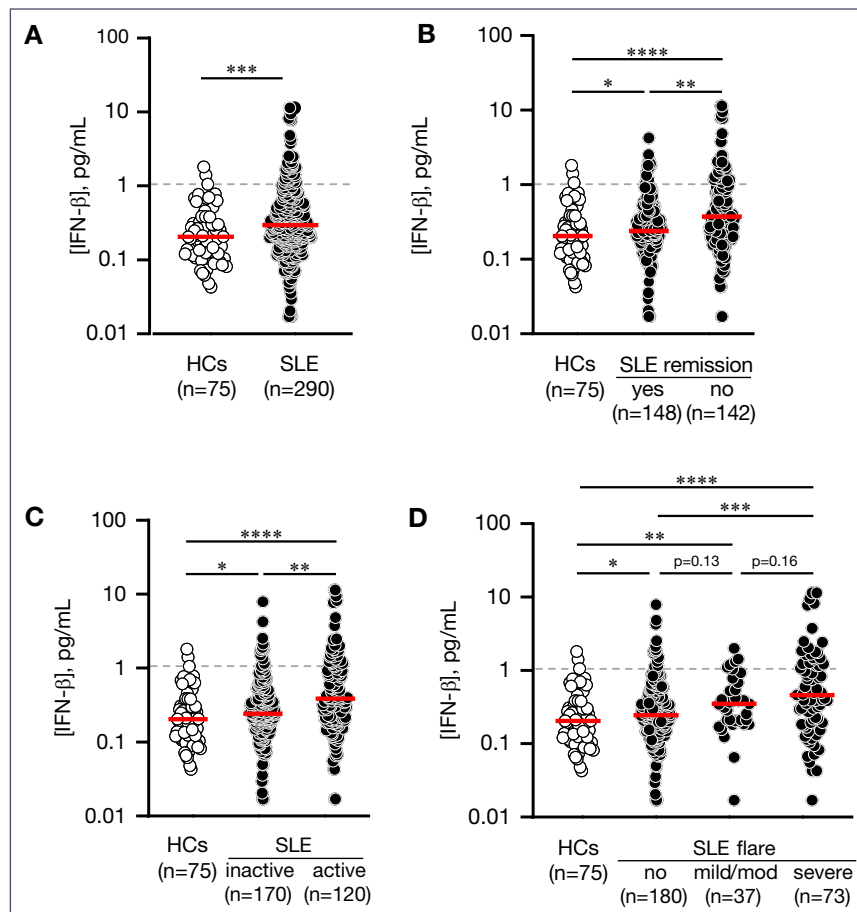 A
[IFN-β], pg/mL
100
10
1
0.1
0.01
***
HCs
(n=75)
SLE
(n=290)
B
[IFN-β], pg/mL
100
10
1
0.1
0.01
****
* **
HCs
(n=75)
SLE remission
yes no
(n=148) (n=142)
C
[IFN-β], pg/mL
100
10
1
0.1
0.01
****
* **
HCs
(n=75)
SLE
inactive active
(n=170) (n=120)
D
[IFN-β], pg/mL
100
10
1
0.1
0.01
****
***
**
* p=0.13 p=0.16
HCs
(n=75)
SLE flare
no mild/mod severe
(n=180) (n=37) (n=73)